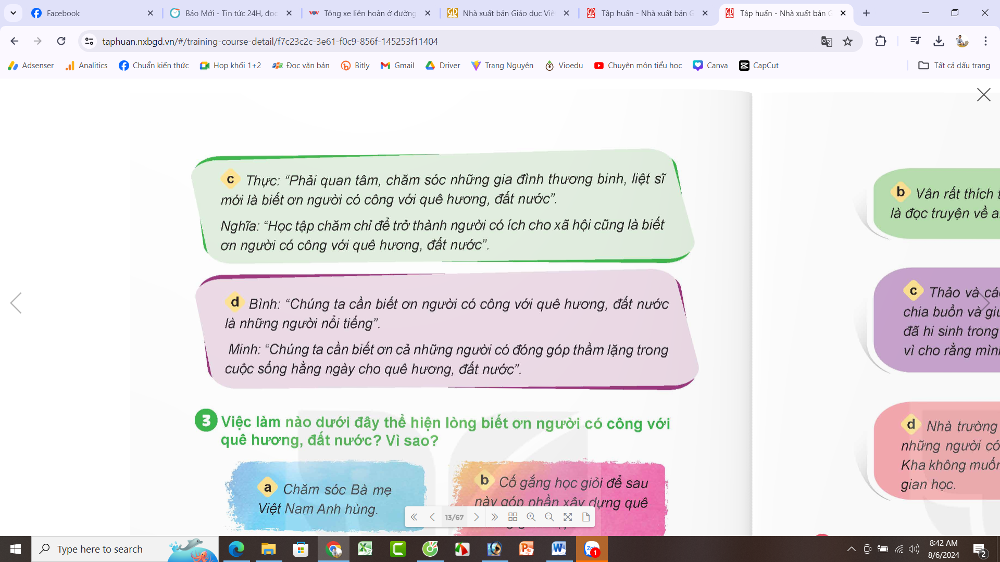 Facebook
Báo Mới - Tin tức 24H, đọc
Tông xe liên hoàn ở đường
Nhà xuất bản Giáo dục Việ
Tập huấn - Nhà xuất bản G
Tập huấn - Nhà xuất bản G
taphuan.nxbgd.vn/#/training-course-detail/f7c23c2c-3e61-f0c9-856f-145253f11404
Adsenser
Analitics
Chuẩn kiến thức
Họp khối 1+2
Đọc văn bản
Bitly
Gmail
Driver
Trạng Nguyên
Vioedu
Chuyên môn tiểu học
Canva
CapCut
Tất cả dấu trang
c Thực: “Phải quan tâm, chăm sóc những gia đình thương binh, liệt sĩ
mới là biết ơn người có công với quê hương, đất nước”.
Nghĩa: “Học tập chăm chỉ để trở thành người có ích cho xã hội cũng là biết
ơn người có công với quê hương, đất nước”.
d Bình: “Chúng ta cần biết ơn người có công với quê hương, đất nước
là những người nổi tiếng”.
Minh: “Chúng ta cần biết ơn cả những người có đóng góp thầm lặng trong
cuộc sống hằng ngày cho quê hương, đất nước”.
3 Việc làm nào dưới đây thể hiện lòng biết ơn người có công với
quê hương, đất nước? Vì sao?
a Chăm sóc Bà mẹ
Việt Nam Anh hùng.
b Cố gắng học giỏi để sau
này góp phần xây dựng quê
b Vân rất thích t
là đọc truyện về a
c Thảo và cá
chia buồn và giú
đã hi sinh trong
vì cho rằng mìn
d Nhà trường
những người có
Kha không muốn
gian học.
13/67
Type here to search
1
8:42 AM
8/6/2024
2